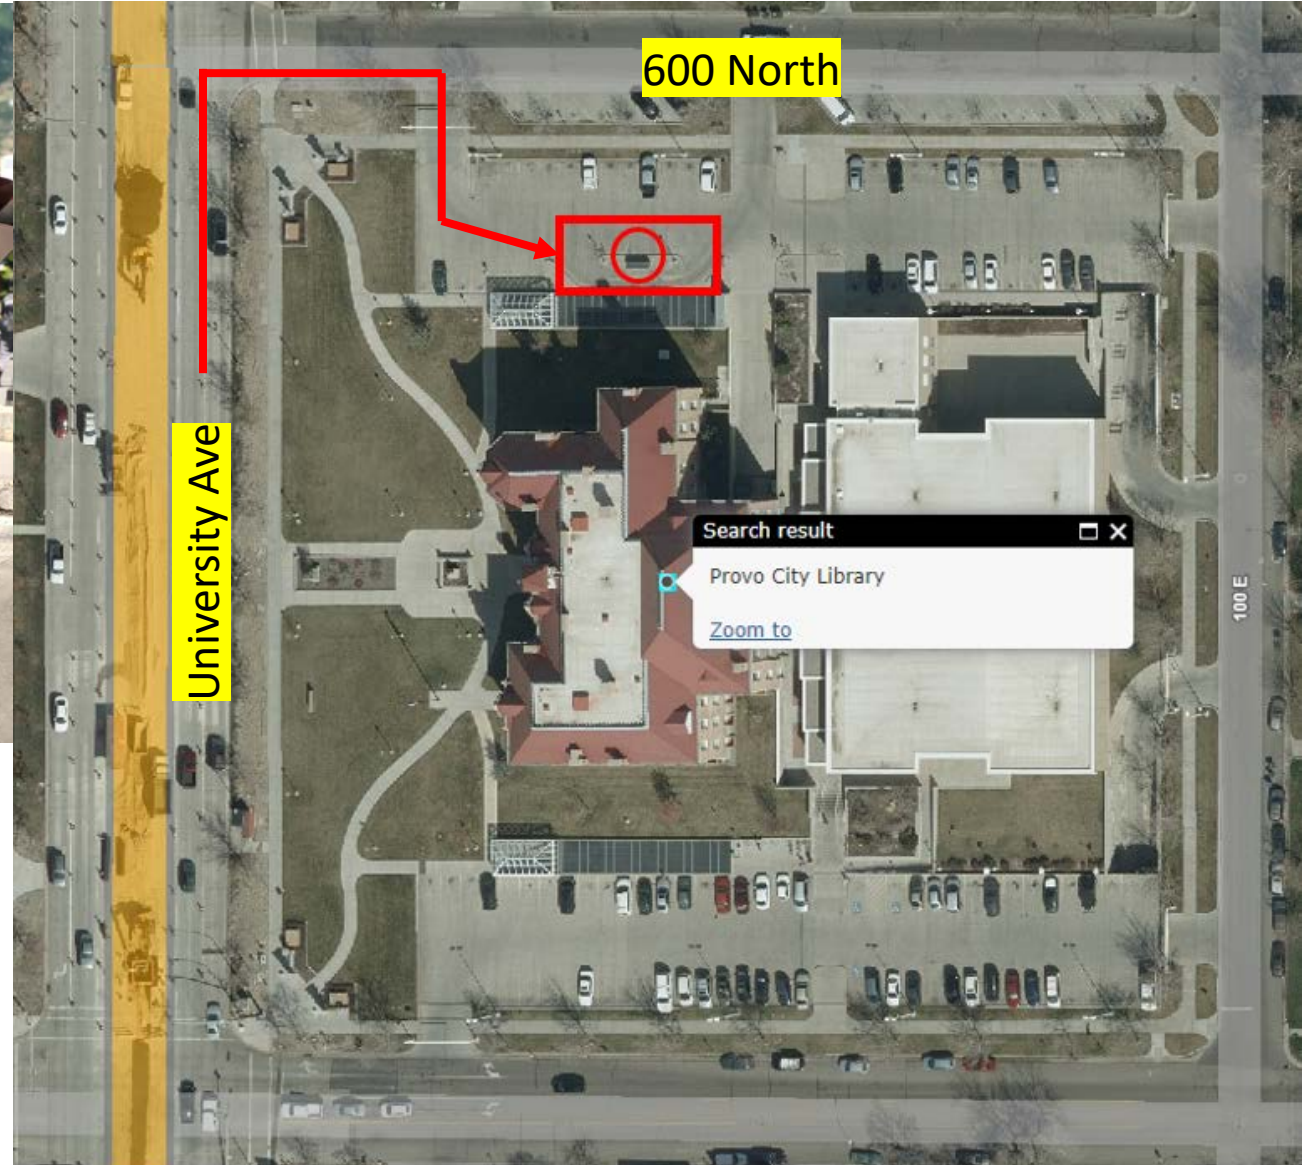 600 North
University Ave
Search result
Provo City Library
Zoom to
100 E